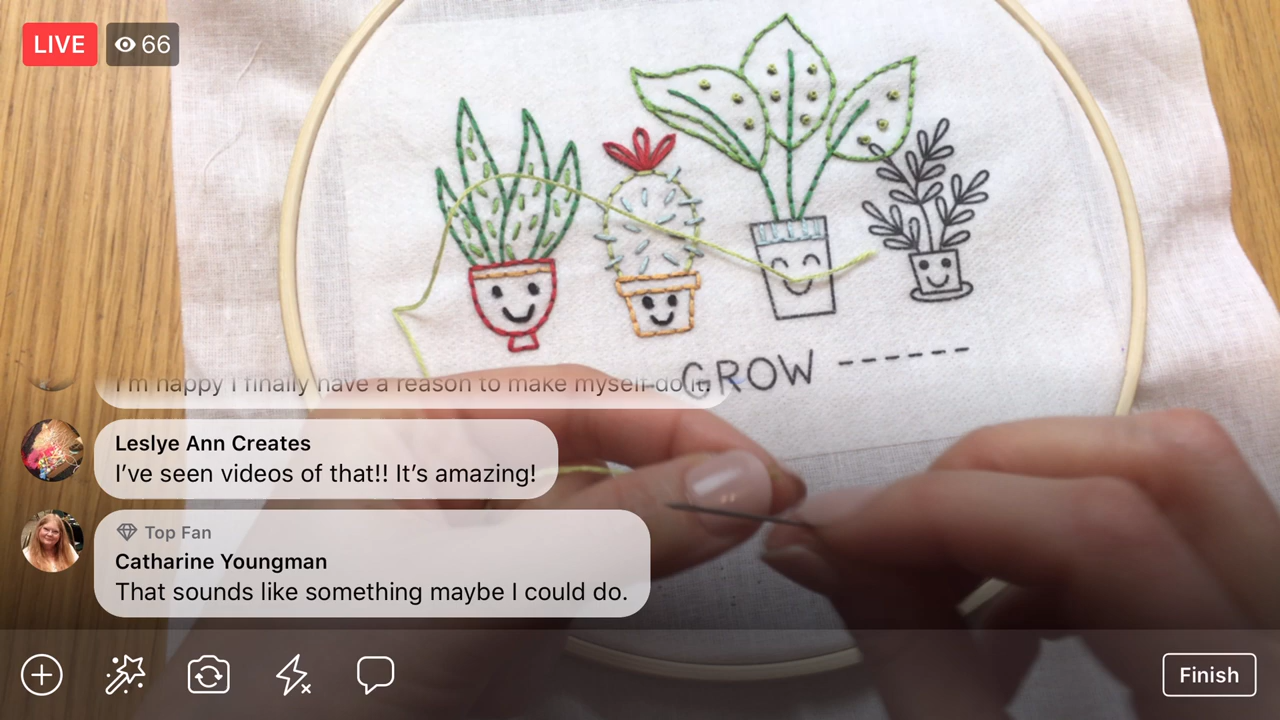 LIVE 66
GROW
I'm happy I finally have a reason to make myself do it.
Leslye Ann Creates
I've seen videos of that!! It's amazing!
Top Fan
Catharine Youngman
That sounds like something maybe I could do.
Finish